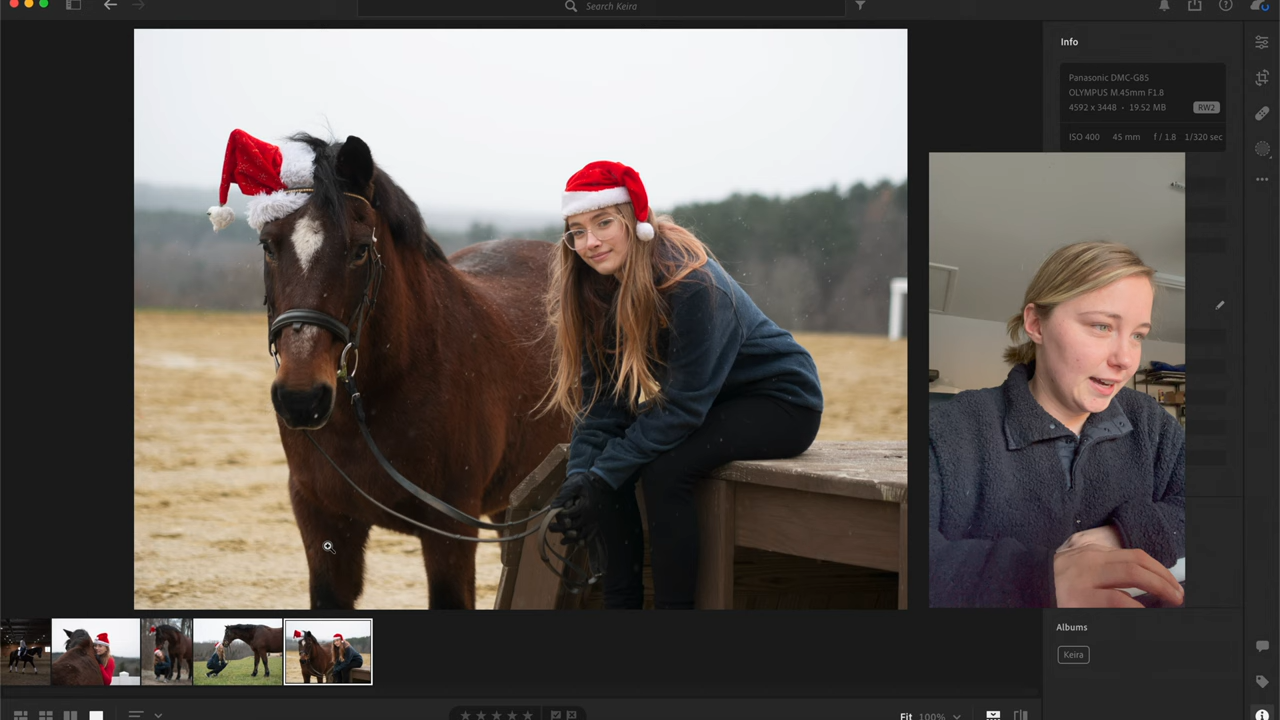 Search Keira
Info
Panasonic DMC-G85
OLYMPUS M.45mm F1.8
4592 x 3448 • 19.52 MB
RW2
ISO 400 45 mm f / 1.8 1/320 sec
Albums
Keira
Fit 100%